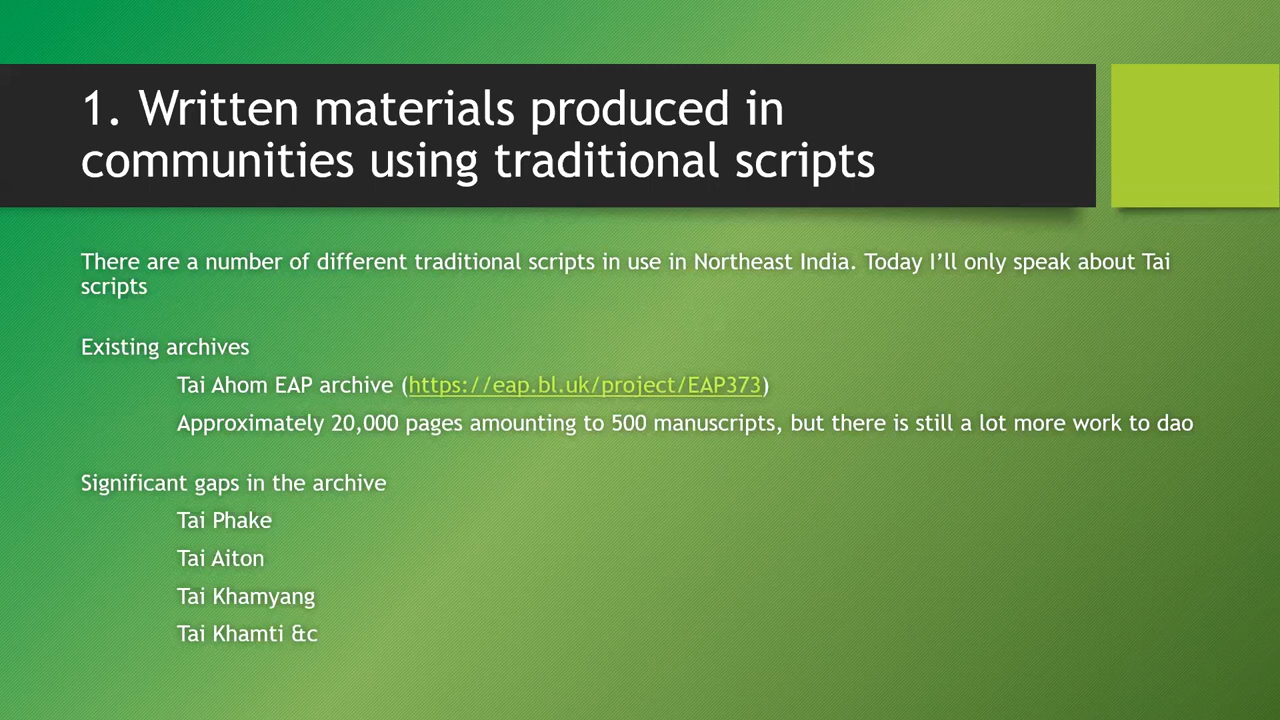 1. Written materials produced in
communities using traditional scripts
There are a number of different traditional scripts in use in Northeast India. Today I’ll only speak about Tai
scripts
Existing archives
Tai Ahom EAP archive (https://eap.bl.uk/project/EAP373)
Approximately 20,000 pages amounting to 500 manuscripts, but there is still a lot more work to dao
Significant gaps in the archive
Tai Phake
Tai Aiton
Tai Khamyang
Tai Khamti &c